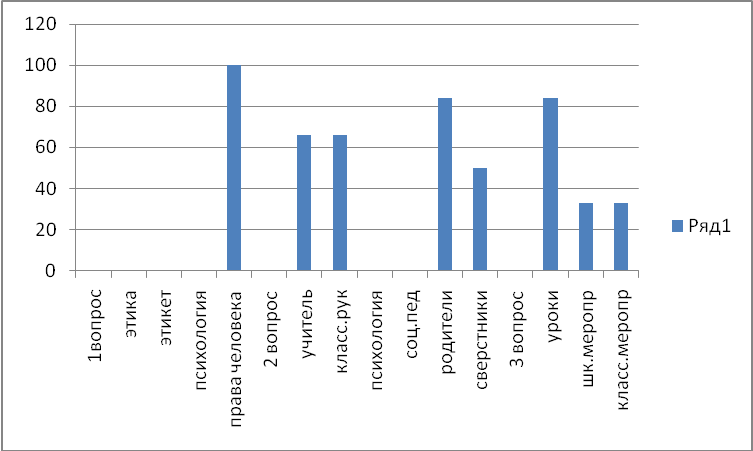 120
100
80
60
40
20
0
1вопрос
этика
этикет
психология
права человека
2 вопрос
учитель
класс.рук
психология
соц.пед
родители
сверстники
3 вопрос
уроки
шк.меропр
класс.меропр
Ряд1